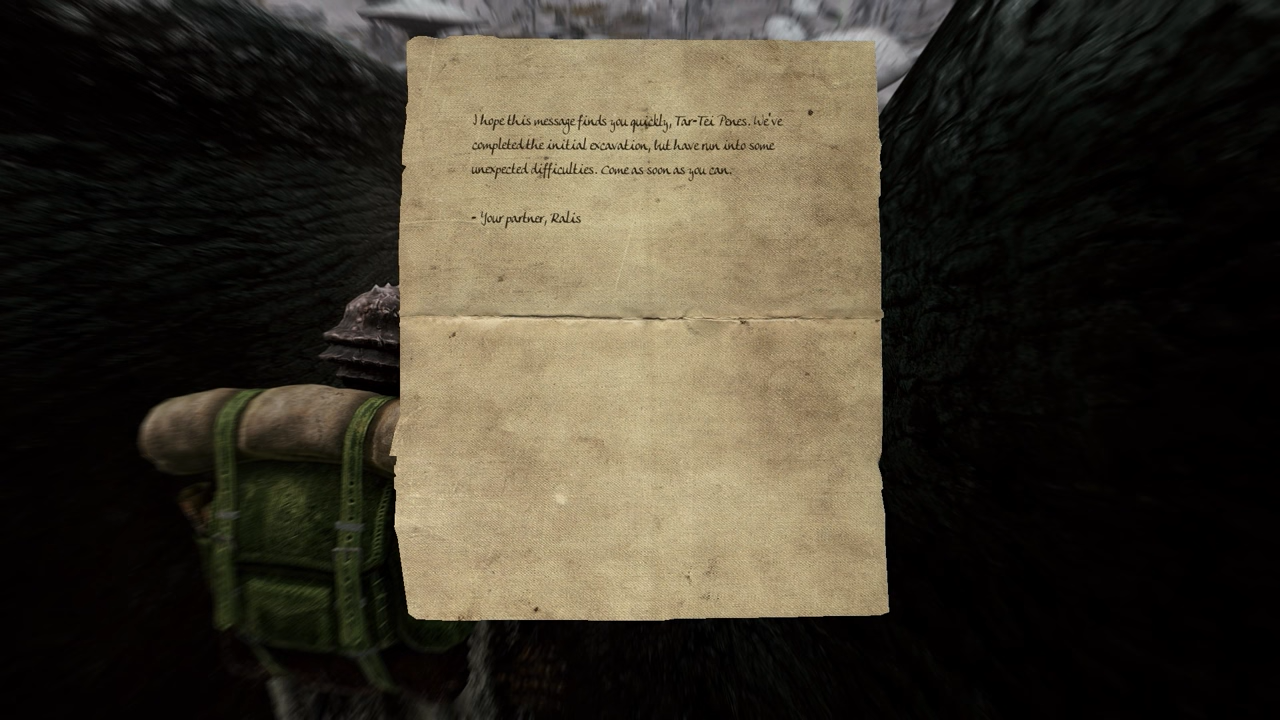 I hope this message finds you quickly, Tar-Tei Penes. We've
completed the initial excavation, but have run into some
unexpected difficulties. Come as soon as you can.
- Your partner, Ralis